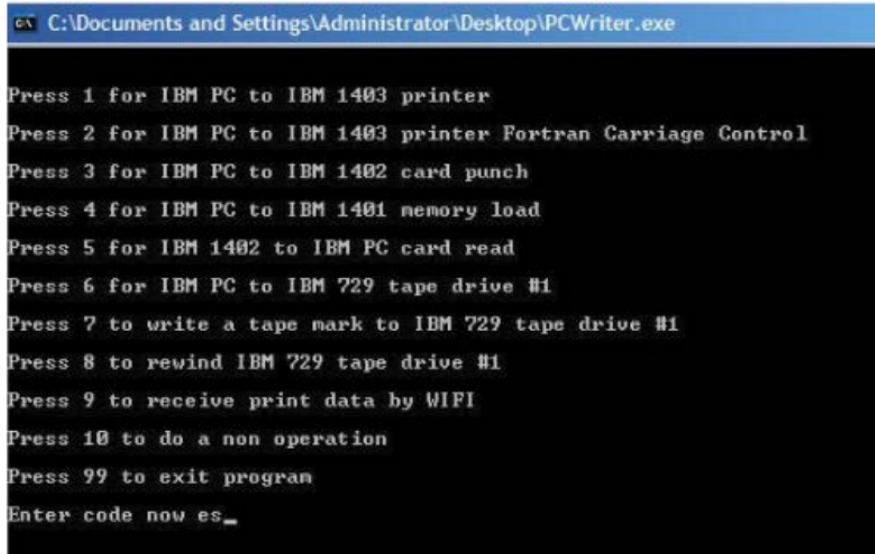 C:\Documents and Settings\Administrator\Desktop\PCWriter.exe
Press 1 for IBM PC to IBM 1403 printer
Press 2 for IBM PC to IBM 1403 printer Fortran Carriage Control
Press 3 for IBM PC to IBM 1402 card punch
Press 4 for IBM PC to IBM 1401 memory load
Press 5 for IBM 1402 to IBM PC card read
Press 6 for IBM PC to IBM 729 tape drive #1
Press 7 to write a tape mark to IBM 729 tape drive #1
Press 8 to rewind IBM 729 tape drive #1
Press 9 to receive print data by WIFI
Press 10 to do a non operation
Press 99 to exit program
Enter code now es_